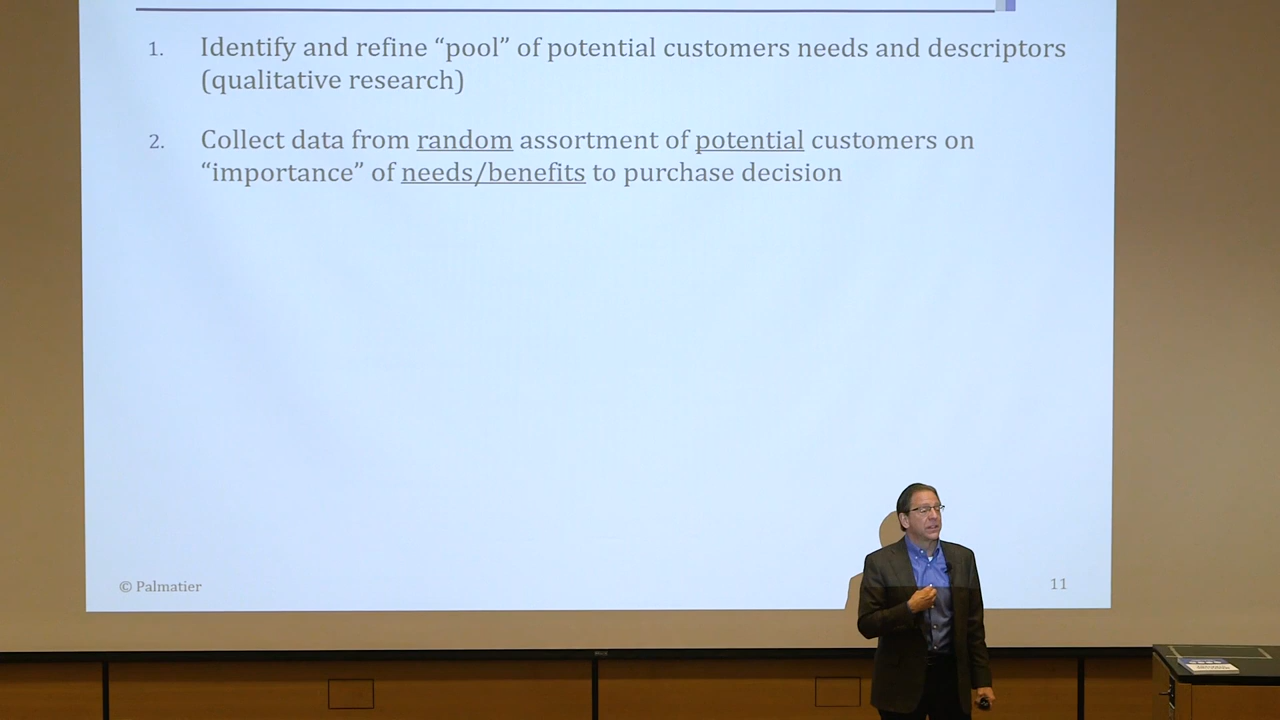 1. Identify and refine “pool” of potential customers needs and descriptors
(qualitative research)
2. Collect data from random assortment of potential customers on
“importance” of needs/benefits to purchase decision
© Palmatier
11